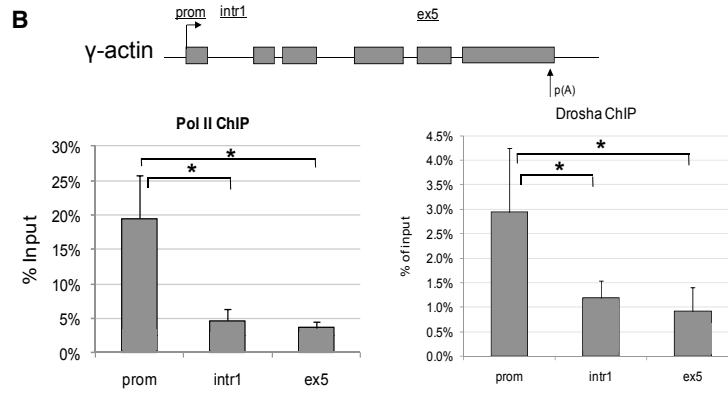 B
prom intr1 ex5
γ-actin
p(A)
Pol II ChIP
% Input
30%
25%
20%
15%
10%
5%
0%
* *
prom intr1 ex5
Drosha ChIP
% of input
4.5%
4.0%
3.5%
3.0%
2.5%
2.0%
1.5%
1.0%
0.5%
0.0%
* *
prom intr1 ex5